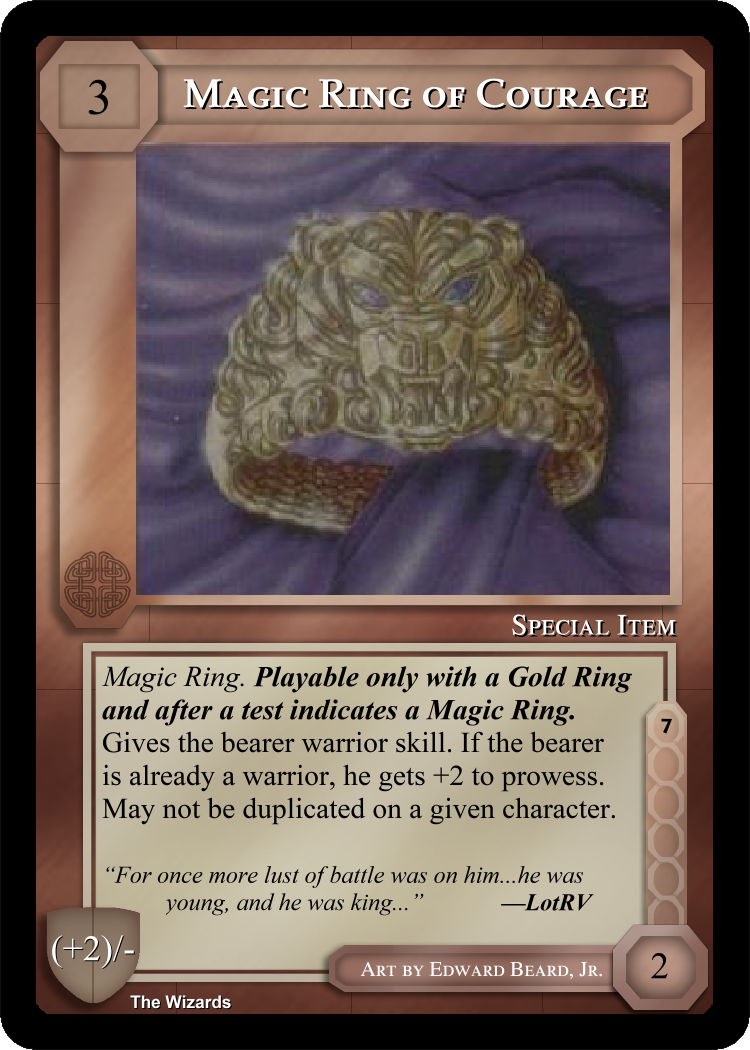 3
Magic Ring of Courage
Special Item
Magic Ring. Playable only with a Gold Ring
and after a test indicates a Magic Ring.
Gives the bearer warrior skill. If the bearer
is already a warrior, he gets +2 to prowess.
May not be duplicated on a given character.
7
“For once more lust of battle was on him...he was
young, and he was king...” —LotRV
(+2)/-
Art by Edward Beard, Jr.
2
The Wizards